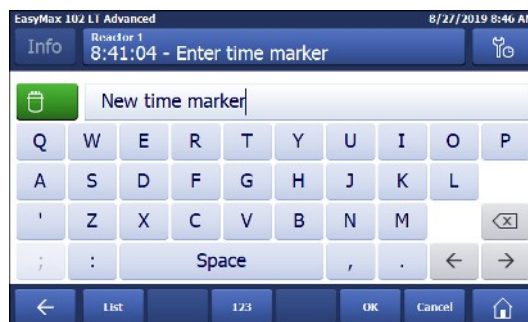 EasyMax 102 LT Advanced 8/27/2019 8:46 AM
Info
Reactor 1
8:41:04 - Enter time marker
New time marker
Q W E R T Y U I O P
A S D F G H J K L
' Z X C V B N M
; : Space , . ← →
← List 123 OK Cancel